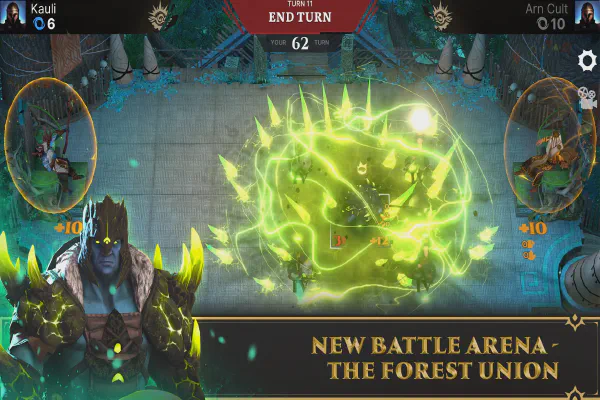 Kauli
6
TURN 11
END TURN
YOUR 62 TURN
Arn Cult
10
+10
+10
NEW BATTLE ARENA -
THE FOREST UNION